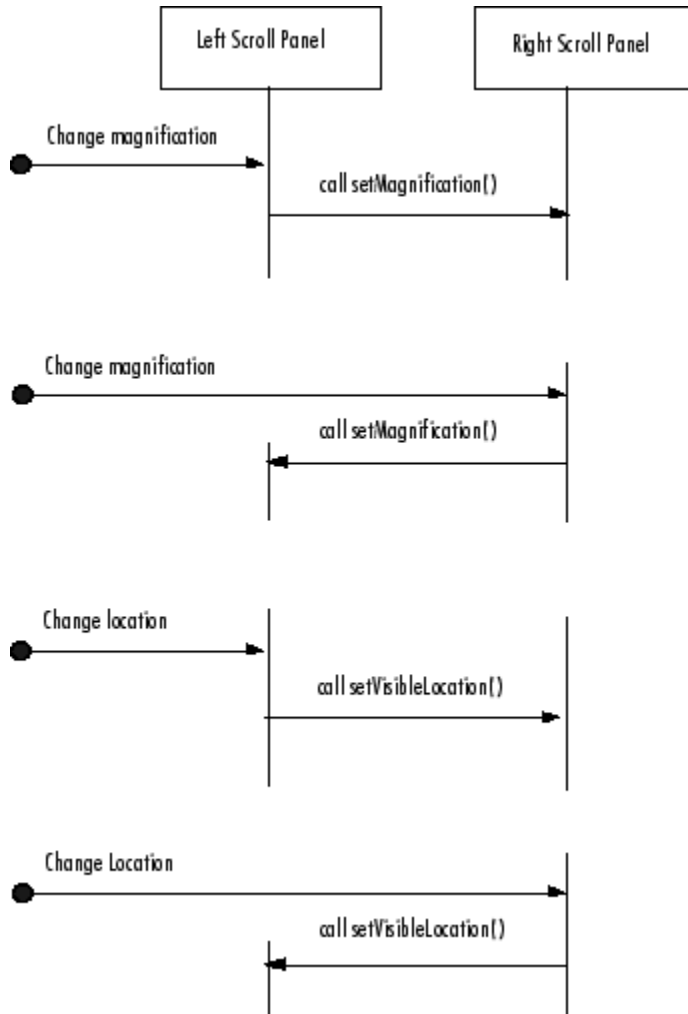 Left Scroll Panel
Right Scroll Panel
Change magnification
call setMagnification()
Change magnification
call setMagnification()
Change location
call setVisibleLocation()
Change Location
call setVisibleLocation()